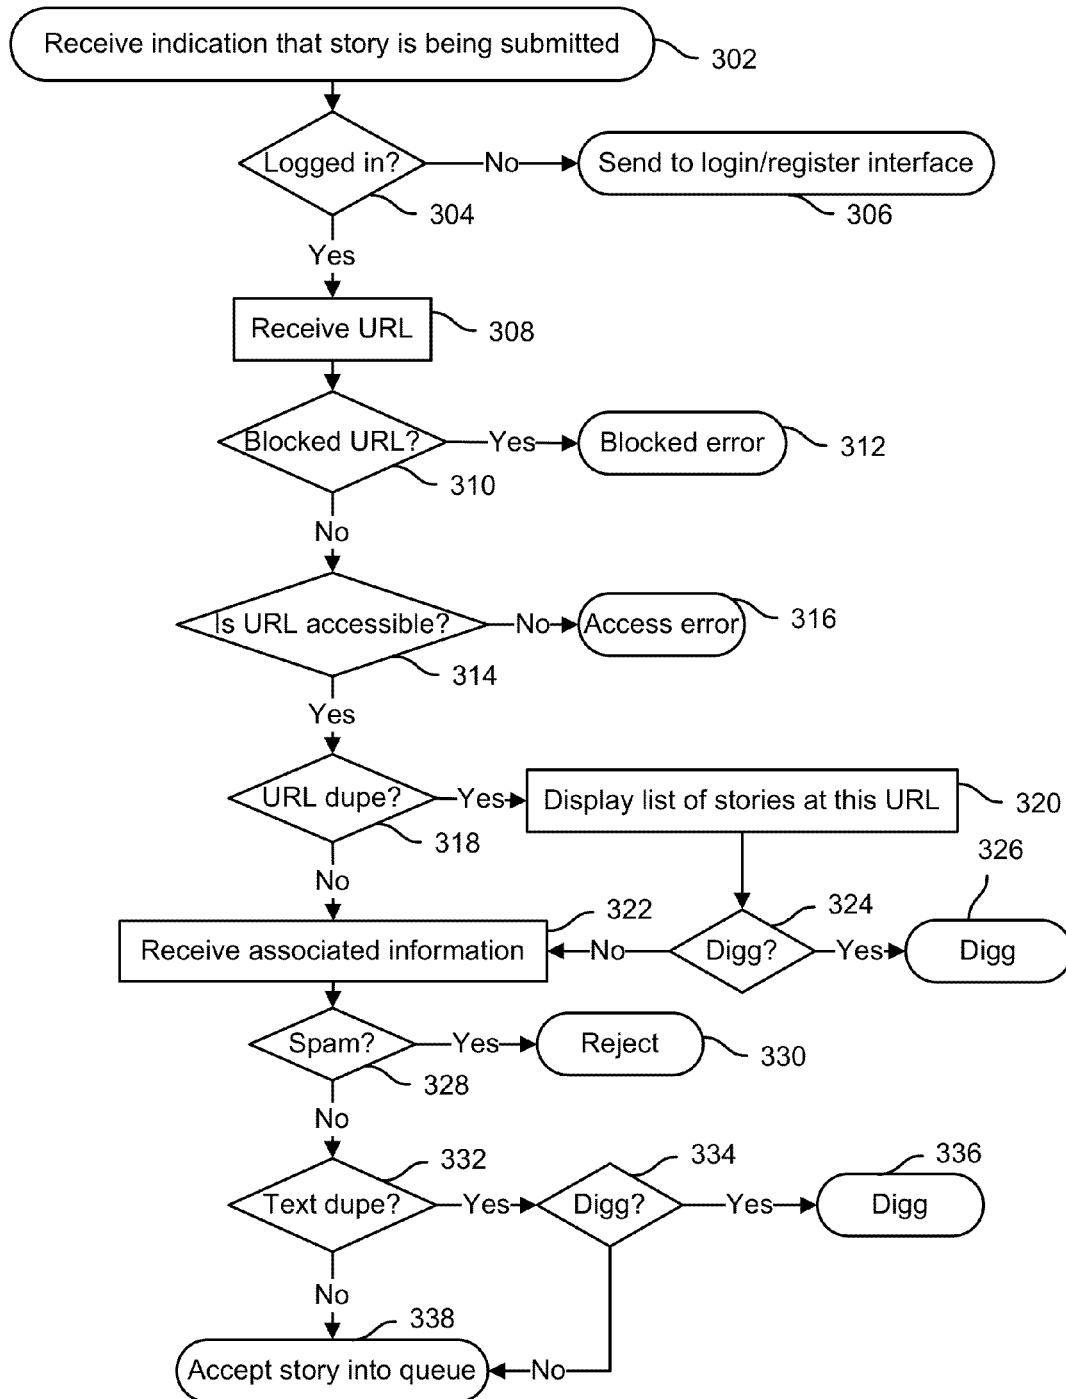 Receive indication that story is being submitted
302
Logged in?
No
Send to login/register interface
304
306
Yes
Receive URL
308
Blocked URL?
Yes
Blocked error
312
310
No
Is URL accessible?
No
Access error
316
314
Yes
URL dupe?
Yes
Display list of stories at this URL
320
318
326
No
322
324
Receive associated information
No
Digg?
Yes
Digg
Spam?
Yes
Reject
330
328
No
332
334
336
Text dupe?
Yes
Digg?
Yes
Digg
No
338
Accept story into queue
No